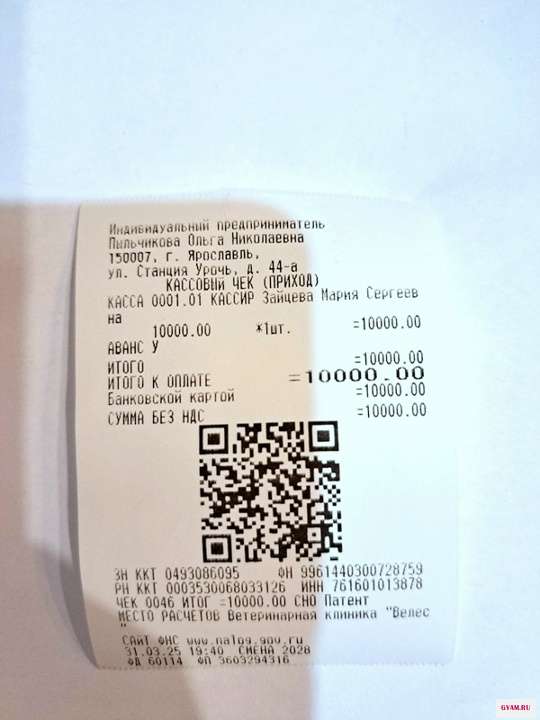 Индивидуальный предприниматель
Пыльчикова Ольга Николаевна
150007, г. Ярославль,
ул. Станция Урочь, д. 44-а
КАССОВЫЙ ЧЕК (ПРИХОД)
КАССА 0001.01 КАССИР Зайцева Мария Сергеев
на
10000.00 *1шт. =10000.00
АВАНС У
ИТОГО =10000.00
ИТОГО К ОПЛАТЕ =10000.00
Банковской картой =10000.00
СУММА БЕЗ НДС =10000.00
ЗН ККТ 0493086095 ФН 9961440300728759
РН ККТ 0003530068033126 ИНН 761601013878
ЧЕК 0046 ИТОГ =10000.00 СНО Патент
МЕСТО РАСЧЕТОВ Ветеринарная клиника "Велес
"
САЙТ ФНС www.nalog.gov.ru
31.03.25 19:40 СМЕНА 2028
ФД 60114 ФП 3603294316
GYAM.RU